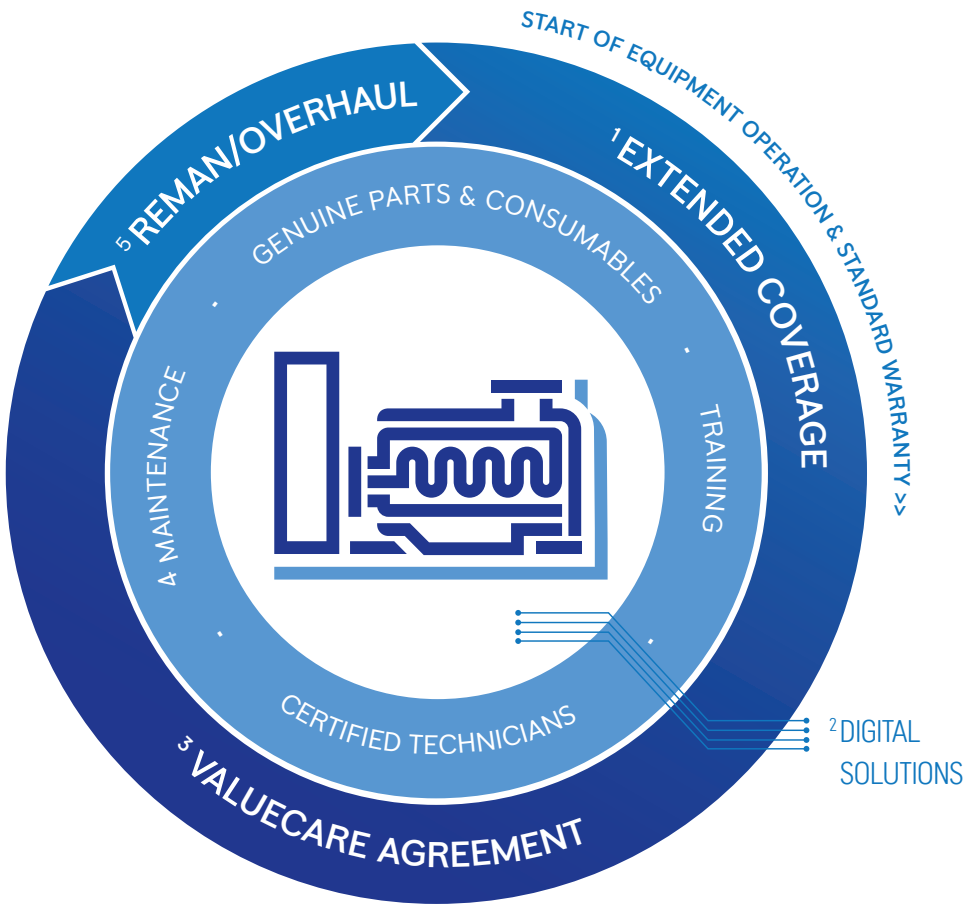 START OF EQUIPMENT OPERATION & STANDARD WARRANTY >>
¹ EXTENDED COVERAGE
² DIGITAL
SOLUTIONS
³ VALUECARE AGREEMENT
⁵ REMAN/OVERHAUL
GENUINE PARTS & CONSUMABLES
TRAINING
CERTIFIED TECHNICIANS
4 MAINTENANCE